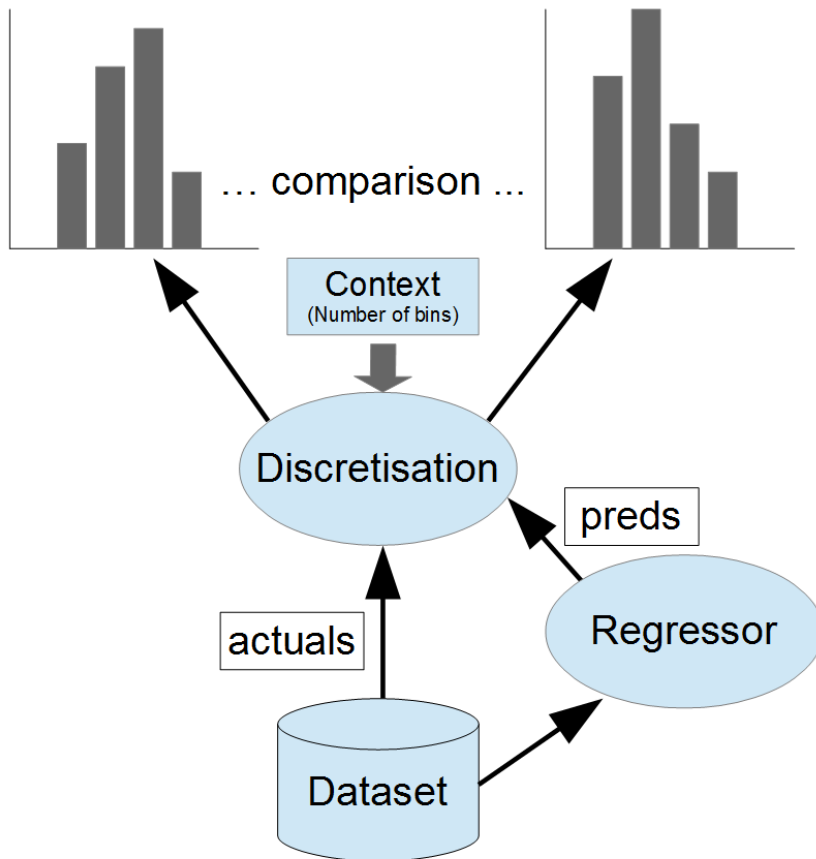 … comparison ...
Context
(Number of bins)
Discretisation
preds
actuals
Regressor
Dataset